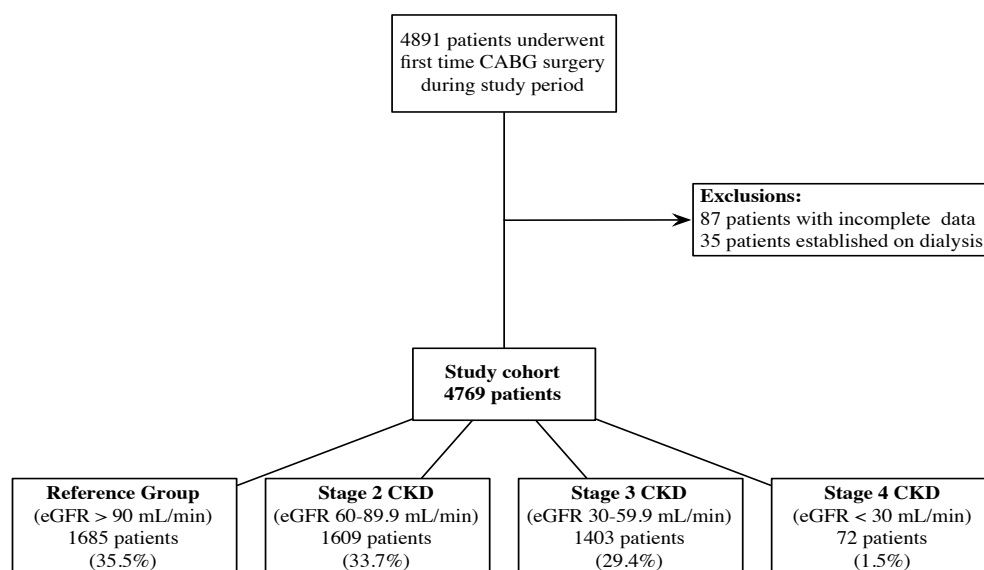 4891 patients underwent
first time CABG surgery
during study period
Exclusions:
87 patients with incomplete data
35 patients established on dialysis
Study cohort
4769 patients
Reference Group
(eGFR > 90 mL/min)
1685 patients
(35.5%)
Stage 2 CKD
(eGFR 60-89.9 mL/min)
1609 patients
(33.7%)
Stage 3 CKD
(eGFR 30-59.9 mL/min)
1403 patients
(29.4%)
Stage 4 CKD
(eGFR < 30 mL/min)
72 patients
(1.5%)